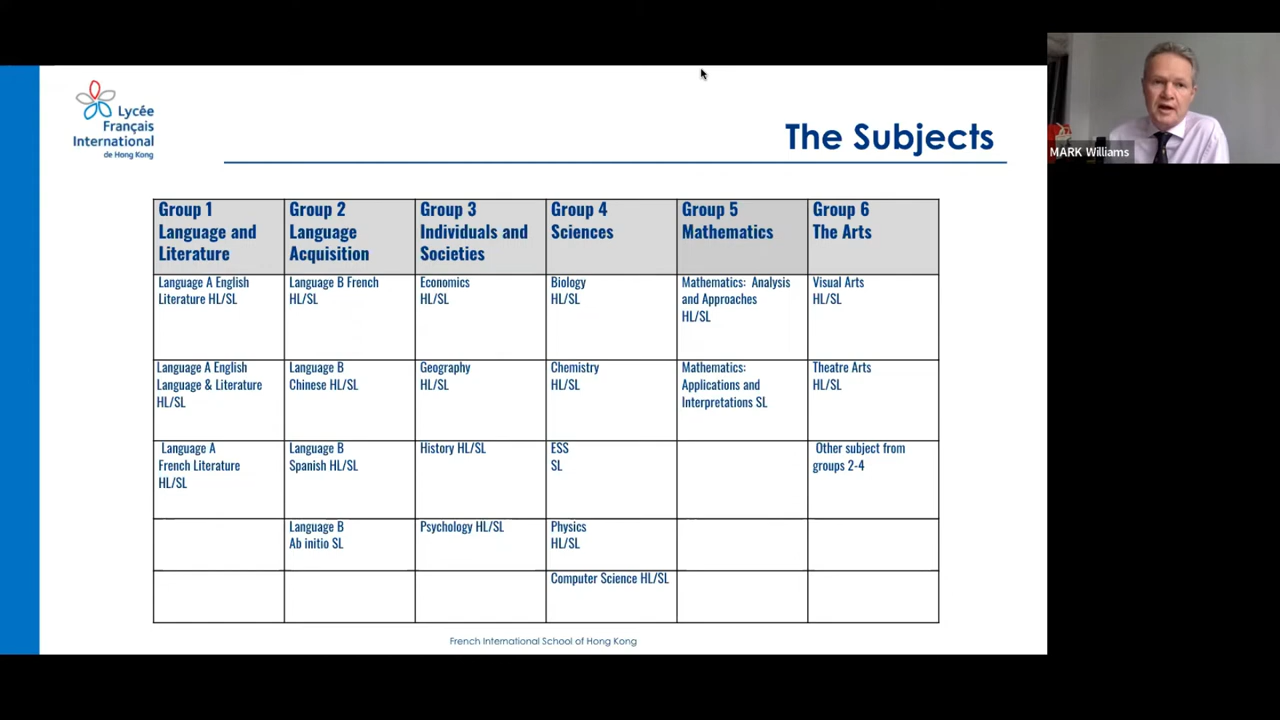 Lycée
Français
International
de Hong Kong
The Subjects
MARK Williams
Group 1
Language and
Literature
Group 2
Language
Acquisition
Group 3
Individuals and
Societies
Group 4
Sciences
Group 5
Mathematics
Group 6
The Arts
Language A English
Literature HL/SL
Language B French
HL/SL
Economics
HL/SL
Biology
HL/SL
Mathematics: Analysis
and Approaches
HL/SL
Visual Arts
HL/SL
Language A English
Language & Literature
HL/SL
Language B
Chinese HL/SL
Geography
HL/SL
Chemistry
HL/SL
Mathematics:
Applications and
Interpretations SL
Theatre Arts
HL/SL
Language A
French Literature
HL/SL
Language B
Spanish HL/SL
History HL/SL
ESS
SL
Other subject from
groups 2-4
Language B
Ab initio SL
Psychology HL/SL
Physics
HL/SL
Computer Science HL/SL
French International School of Hong Kong